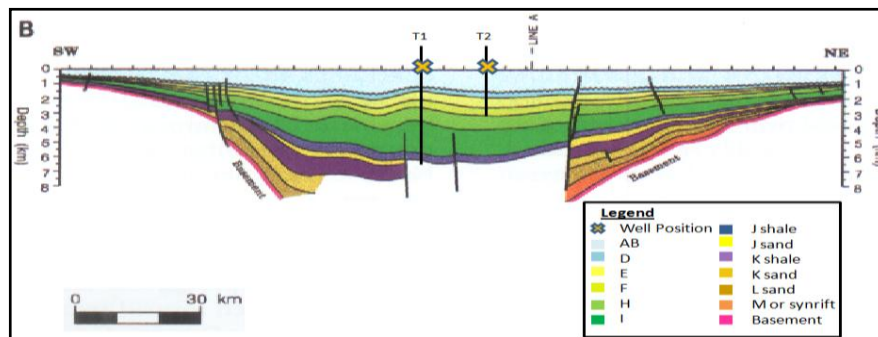 B
SW
T1
T2
LINE A
NE
0
1
2
3
4
5
6
7
8
Depth (km)
0
1
2
3
4
5
6
7
8
Depth (km)
Basement
Basement
0 30 km
Legend
Well Position
AB
D
E
F
H
I
J shale
J sand
K shale
K sand
L sand
M or synrift
Basement